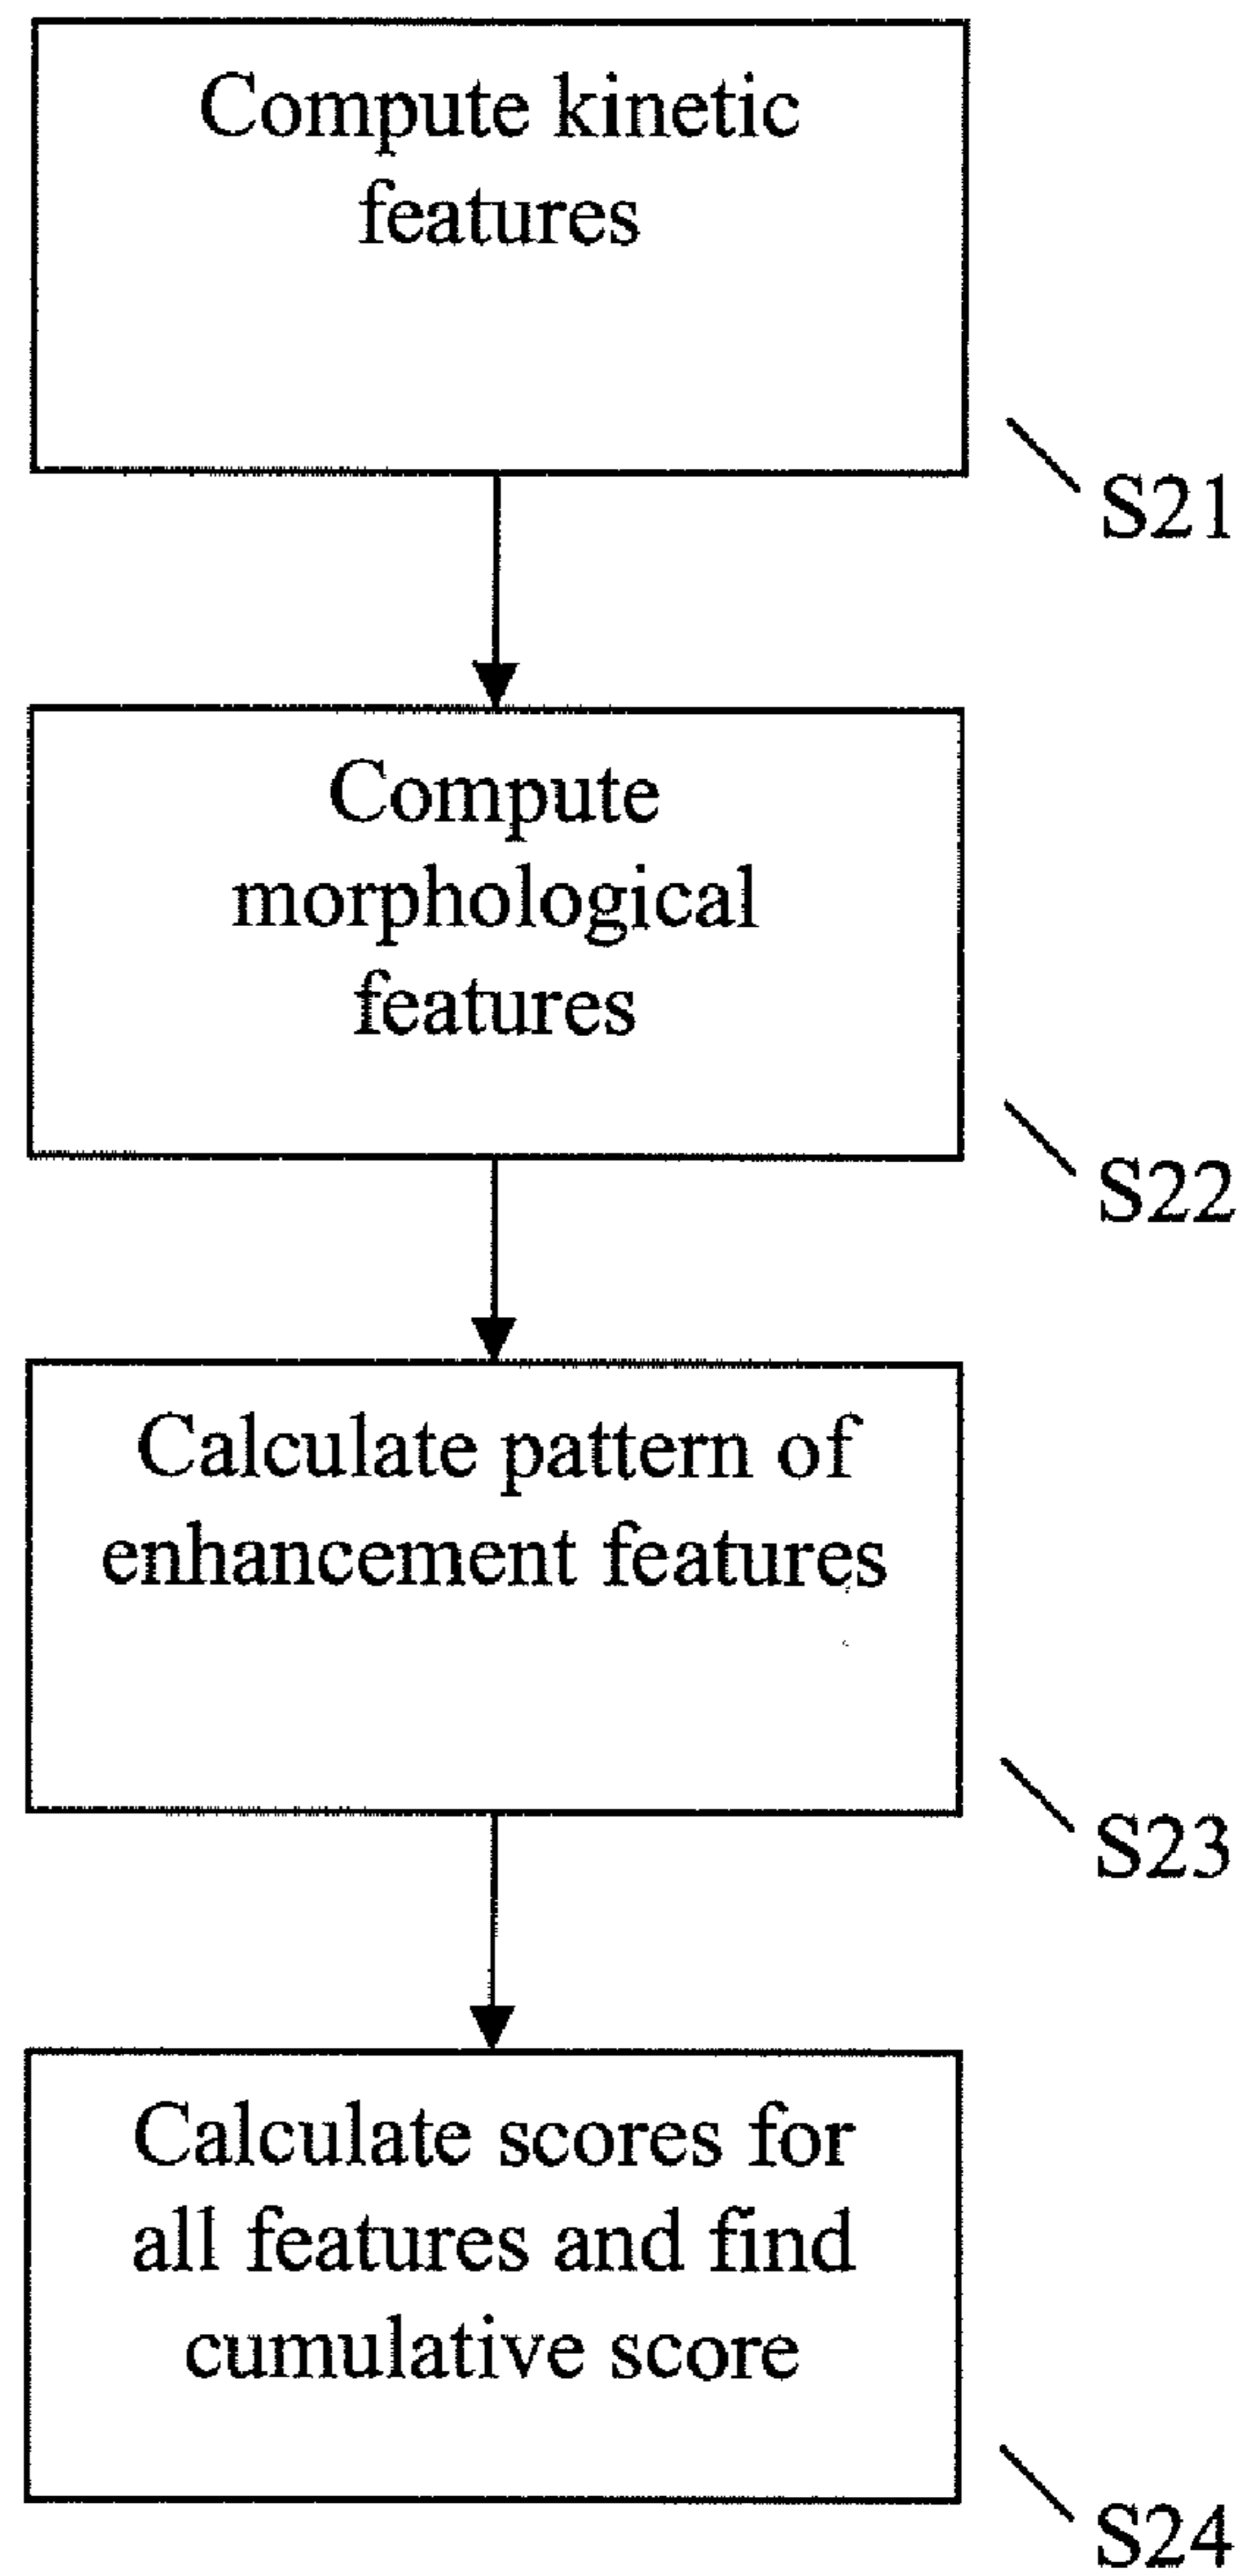 Compute kinetic
features
S21
Compute
morphological
features
S22
Calculate pattern of
enhancement features
S23
Calculate scores for
all features and find
cumulative score
S24